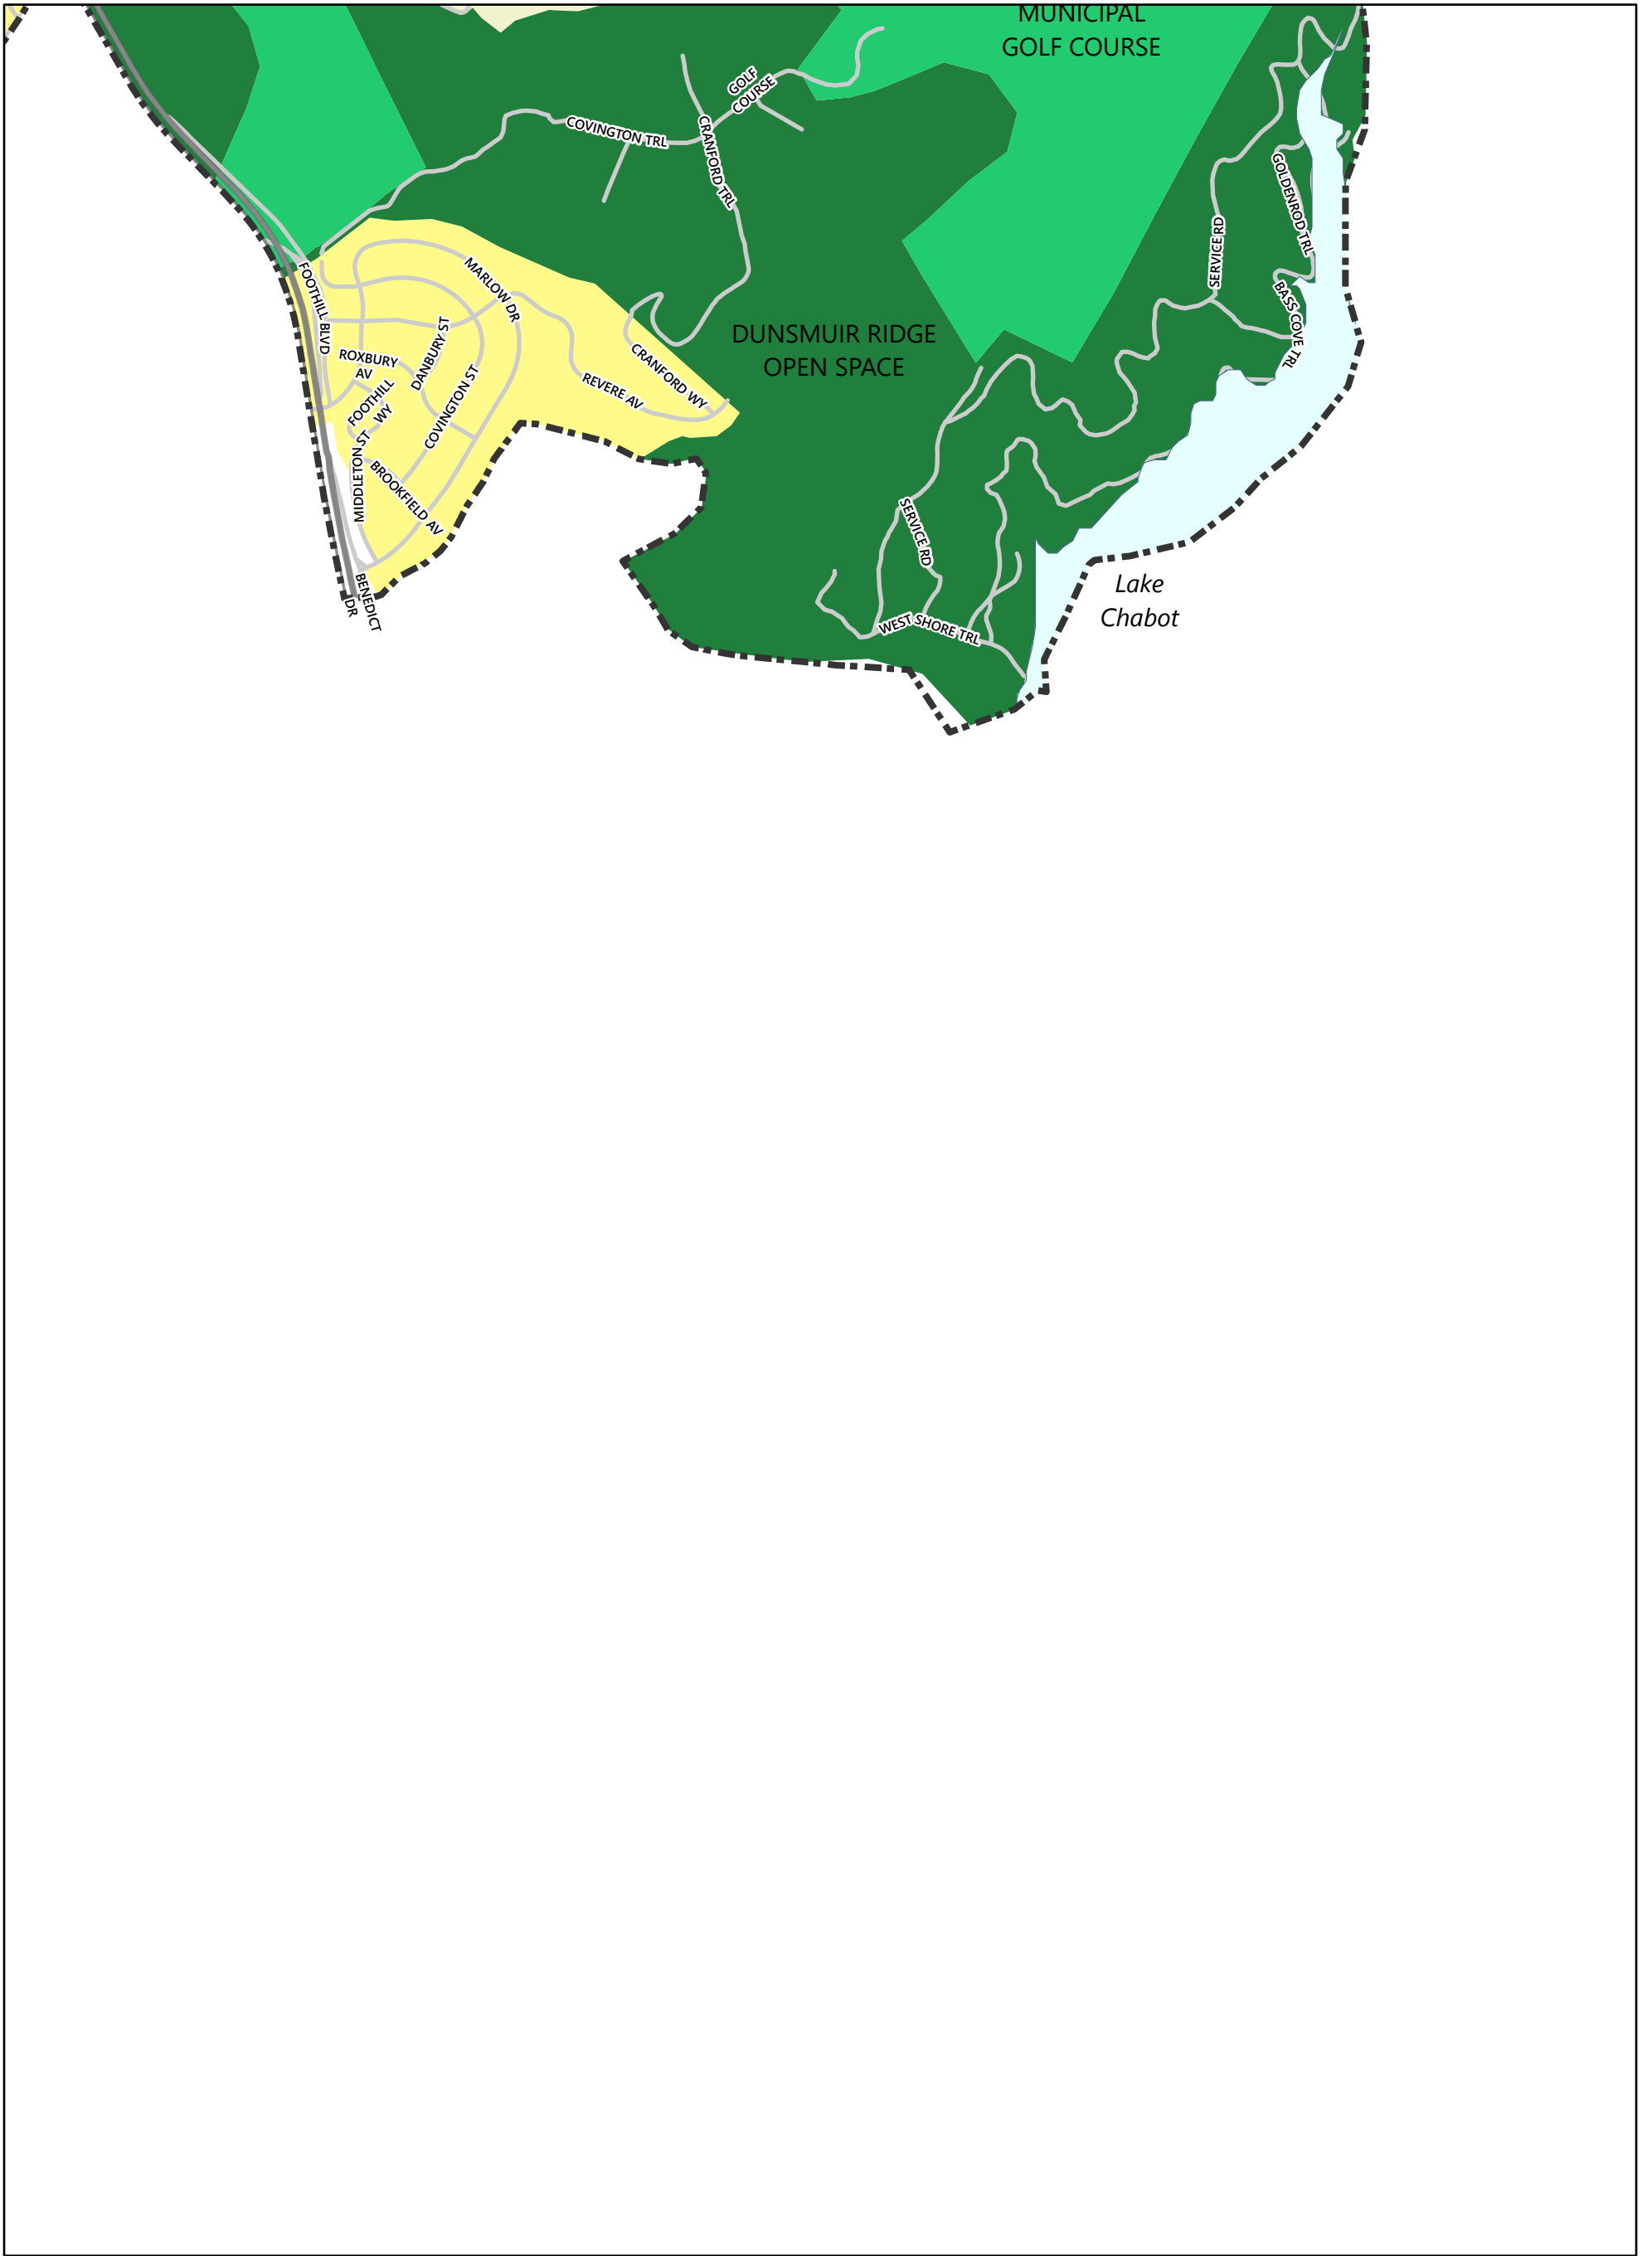 MUNICIPAL
GOLF COURSE
GOLF
COURSE
COVINGTON TRL
CRANFORD TRL
GOLDENROD TRL
SERVICE RD
FOOTHILL BLVD
MARLOW DR
BASS COVE TRL
DUNSMUIR RIDGE
OPEN SPACE
DANBURY ST
ROXBURY
AV
CRANFORD WY
REVERE AV
FOOTHILL
WY
COVINGTON ST
MIDDLETON ST
BROOKFIELD AV
SERVICE RD
BENEDICT
DR
WEST SHORE TRL
Lake
Chabot